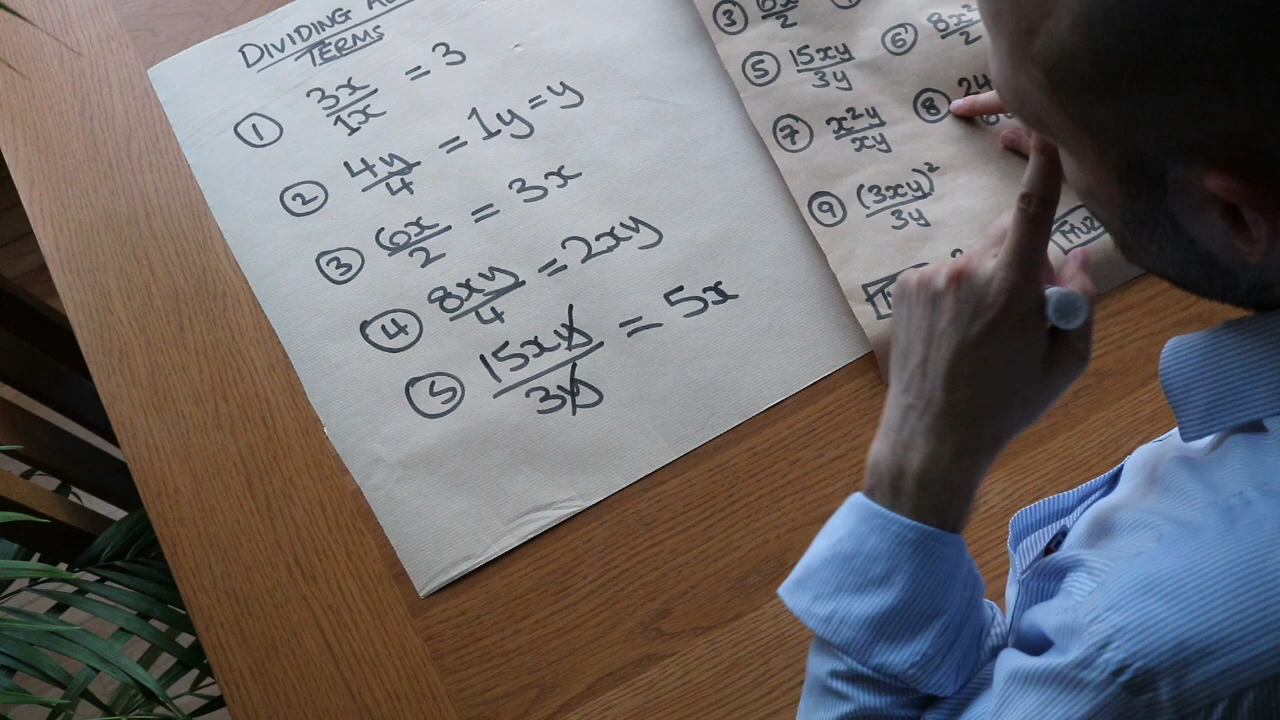 DIVIDING
TERMS
① 3x/1x = 3
② 4y/4 = 1y = y
③ 6x/2 = 3x
④ 8xy/4 = 2xy
⑤ 15xy/3y = 5x
③ 6x/2
⑤ 15xy/3y
⑥ 8x²/2
⑦ x²y/xy
⑧ 24
⑨ (3xy)²/3y